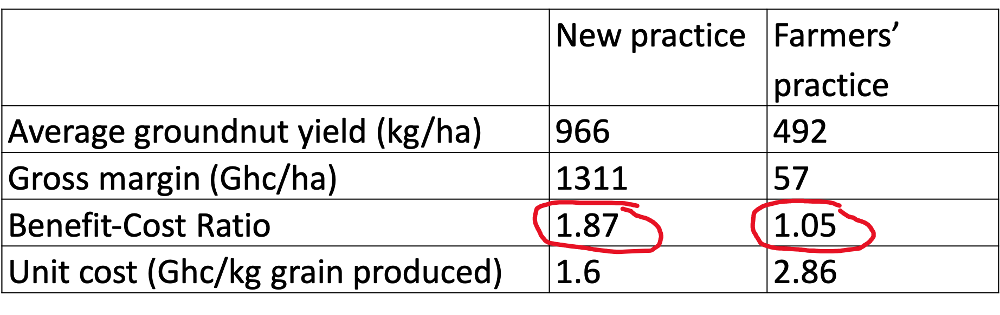 New practice Farmers’
practice
Average groundnut yield (kg/ha) 966 492
Gross margin (Ghc/ha) 1311 57
Benefit-Cost Ratio 1.87 1.05
Unit cost (Ghc/kg grain produced) 1.6 2.86